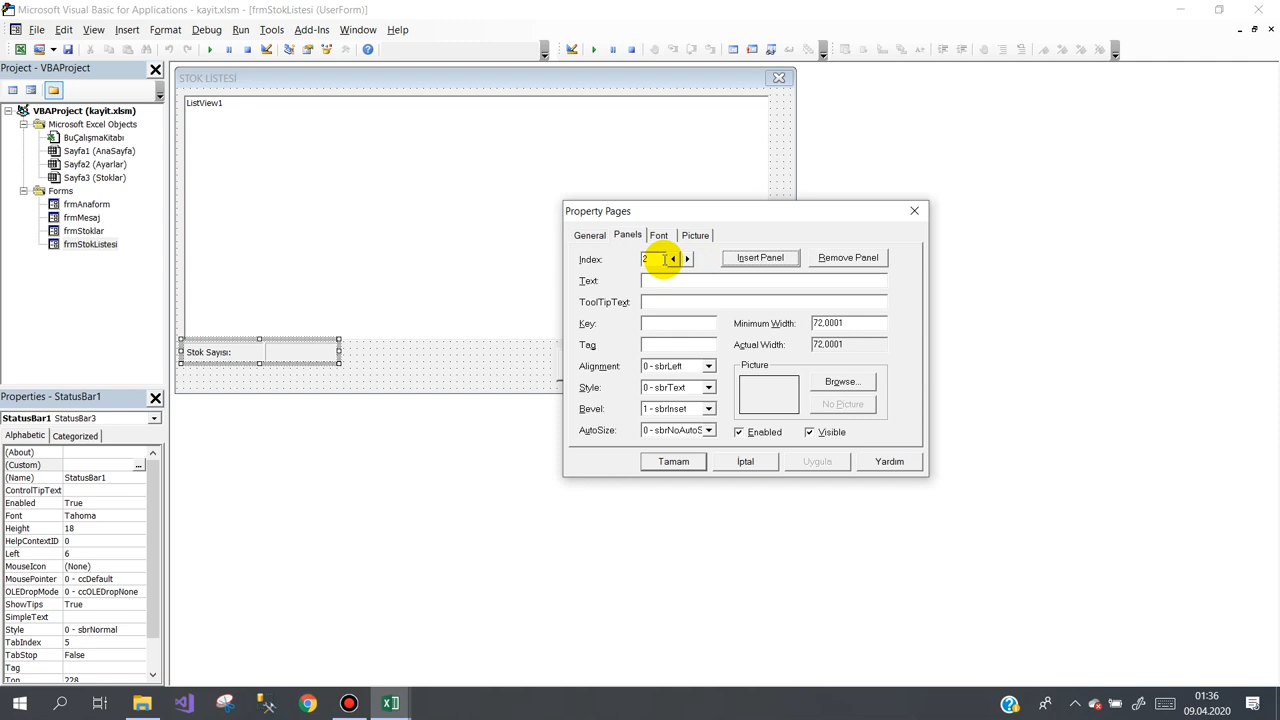 Microsoft Visual Basic for Applications - kayit.xlsm - [frmStokListesi (UserForm)]
File Edit View Insert Format Debug Run Tools Add-Ins Window Help
Project - VBAProject
VBAProject (kayit.xlsm)
Microsoft Excel Objects
BuÇalışmaKitabı
Sayfa1 (AnaSayfa)
Sayfa2 (Ayarlar)
Sayfa3 (Stoklar)
Forms
frmAnaform
frmMesaj
frmStoklar
frmStokListesi
Properties - StatusBar1
StatusBar1 StatusBar3
Alphabetic Categorized
(About)
(Custom) ...
(Name) StatusBar1
ControlTipText
Enabled True
Font Tahoma
Height 18
HelpContextID 0
Left 6
MouseIcon (None)
MousePointer 0 - ccDefault
OLEDropMode 0 - ccOLEDropNone
ShowTips True
SimpleText
Style 0 - sbrNormal
TabIndex 5
TabStop False
Tag
Top 228
STOK LISTESI
ListView1
Stok Sayısı:
Property Pages
General Panels Font Picture
Index: 2 Insert Panel Remove Panel
Text:
ToolTipText:
Key: Minimum Width: 72,0001
Tag Actual Width: 72,0001
Alignment: 0 - sbrLeft Picture
Style: 0 - sbrText Browse...
Bevel: 1 - sbrInset No Picture
AutoSize: 0 - sbrNoAutoS Enabled Visible
Tamam İptal Uygula Yardım
01:36
09.04.2020